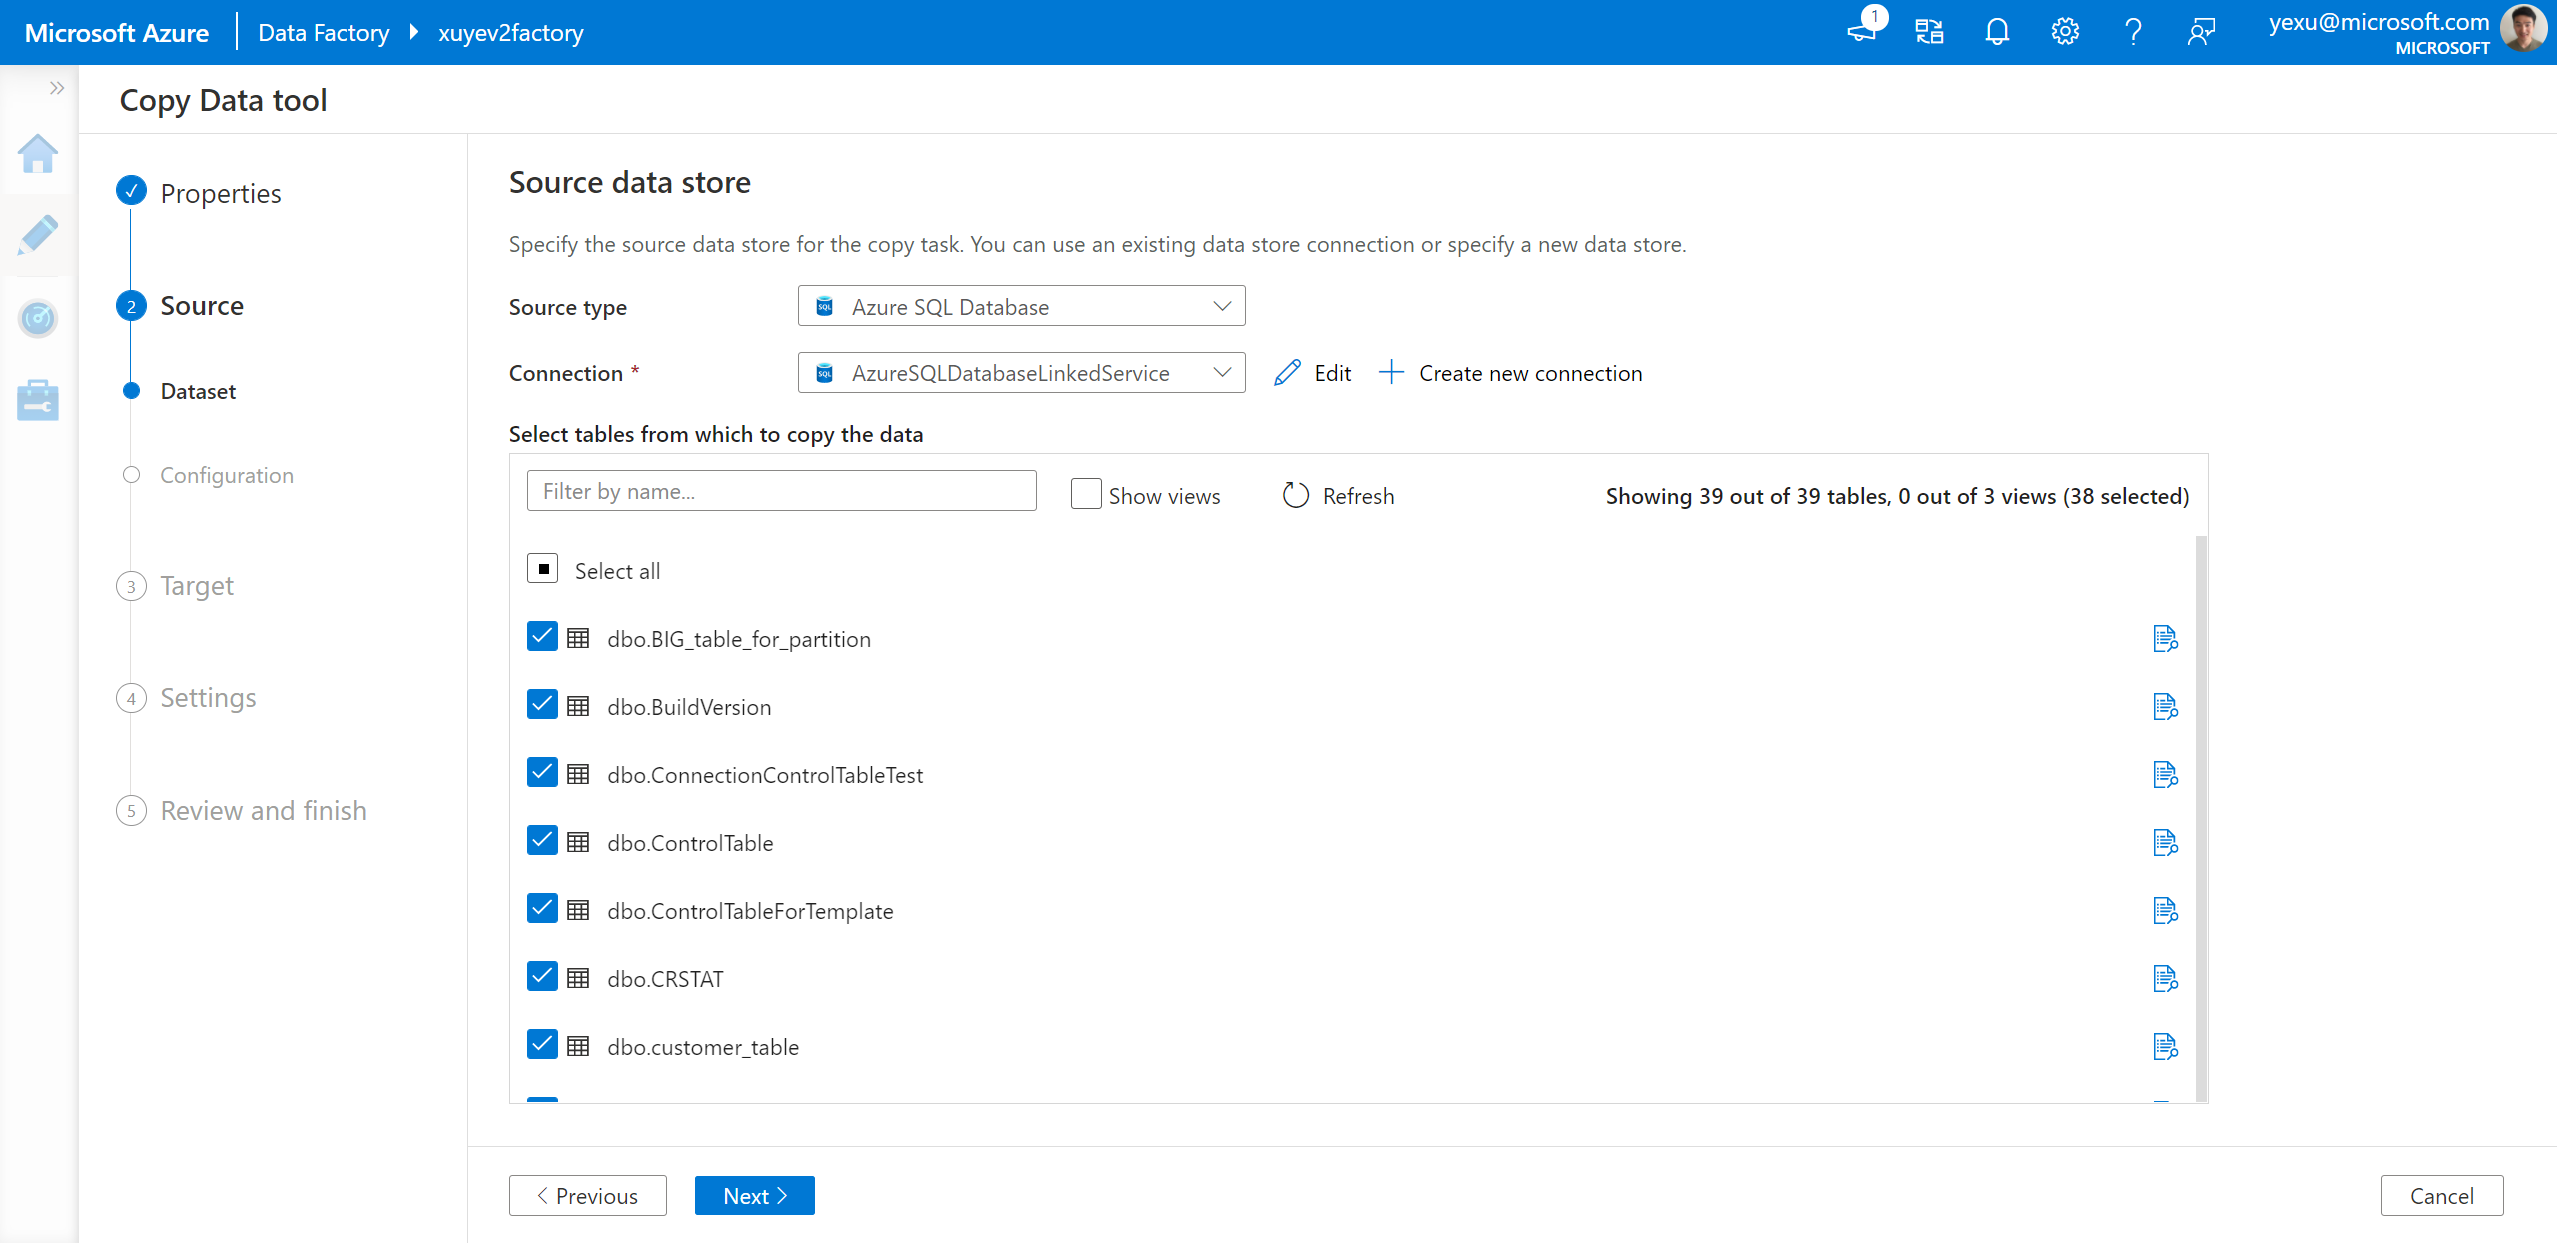 Microsoft Azure
Data Factory
xuyev2factory
1
yexu@microsoft.com
MICROSOFT
Copy Data tool
Properties
2
Source
Dataset
Configuration
3
Target
4
Settings
5
Review and finish
Source data store
Specify the source data store for the copy task. You can use an existing data store connection or specify a new data store.
Source type
SQL
Azure SQL Database
Connection *
SQL
AzureSQLDatabaseLinkedService
Edit
Create new connection
Select tables from which to copy the data
Filter by name...
Show views
Refresh
Showing 39 out of 39 tables, 0 out of 3 views (38 selected)
Select all
dbo.BIG_table_for_partition
dbo.BuildVersion
dbo.ConnectionControlTableTest
dbo.ControlTable
dbo.ControlTableForTemplate
dbo.CRSTAT
dbo.customer_table
Previous
Next
Cancel